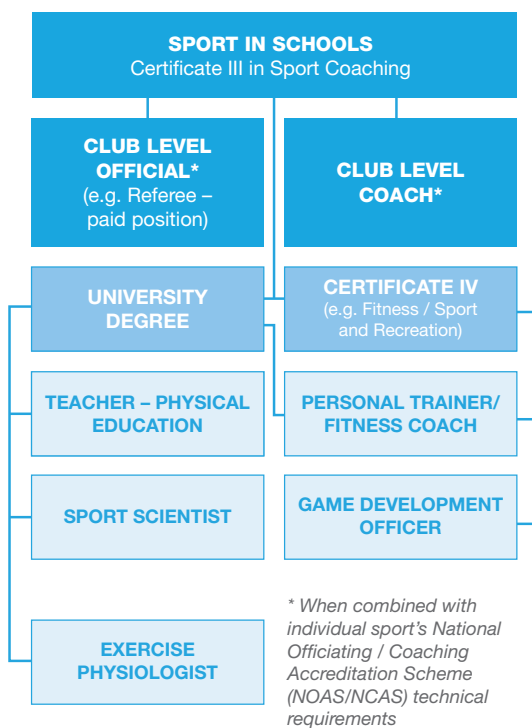 SPORT IN SCHOOLS
Certificate III in Sport Coaching
CLUB LEVEL
OFFICIAL*
(e.g. Referee –
paid position)
CLUB LEVEL
COACH*
UNIVERSITY
DEGREE
CERTIFICATE IV
(e.g. Fitness / Sport
and Recreation)
TEACHER – PHYSICAL
EDUCATION
PERSONAL TRAINER/
FITNESS COACH
SPORT SCIENTIST
GAME DEVELOPMENT
OFFICER
EXERCISE
PHYSIOLOGIST
* When combined with
individual sport's National
Officiating / Coaching
Accreditation Scheme
(NOAS/NCAS) technical
requirements